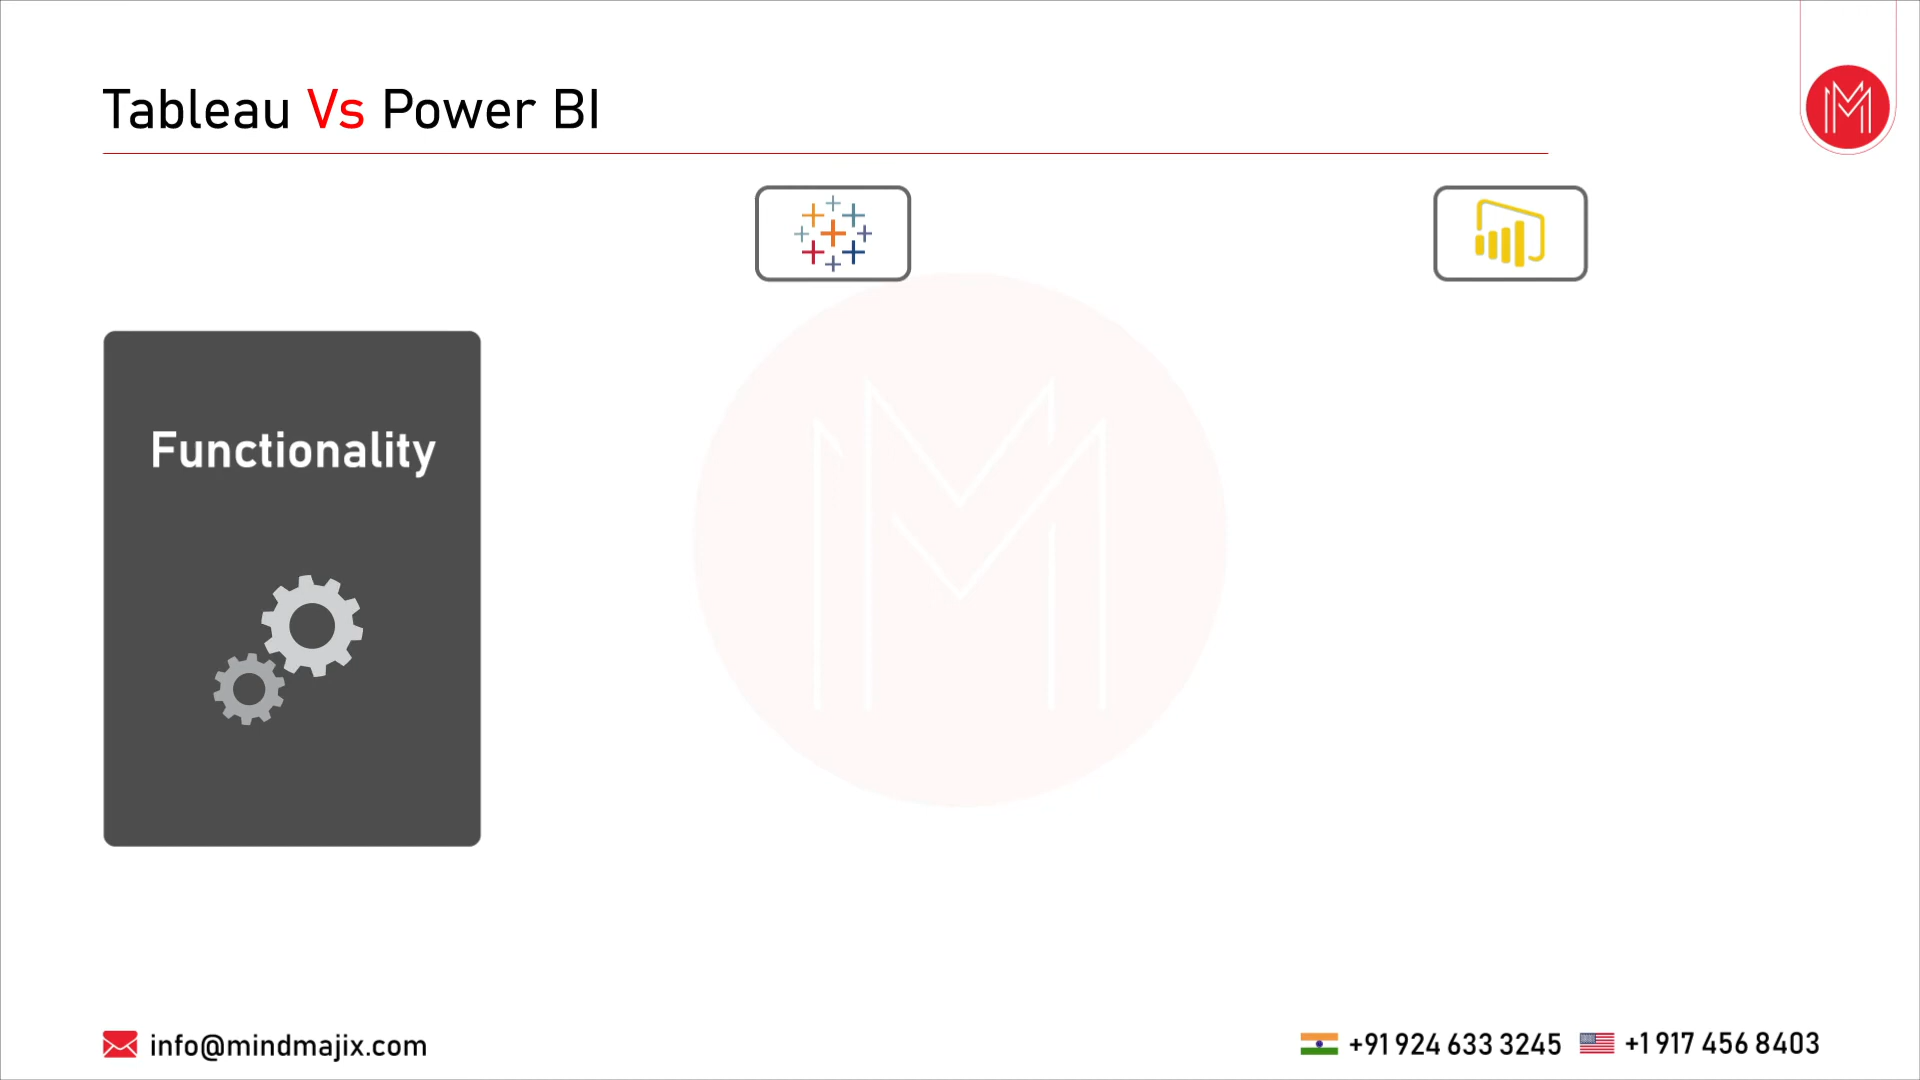 Tableau Vs Power BI
Functionality
info@mindmajix.com
+91 924 633 3245
+1 917 456 8403